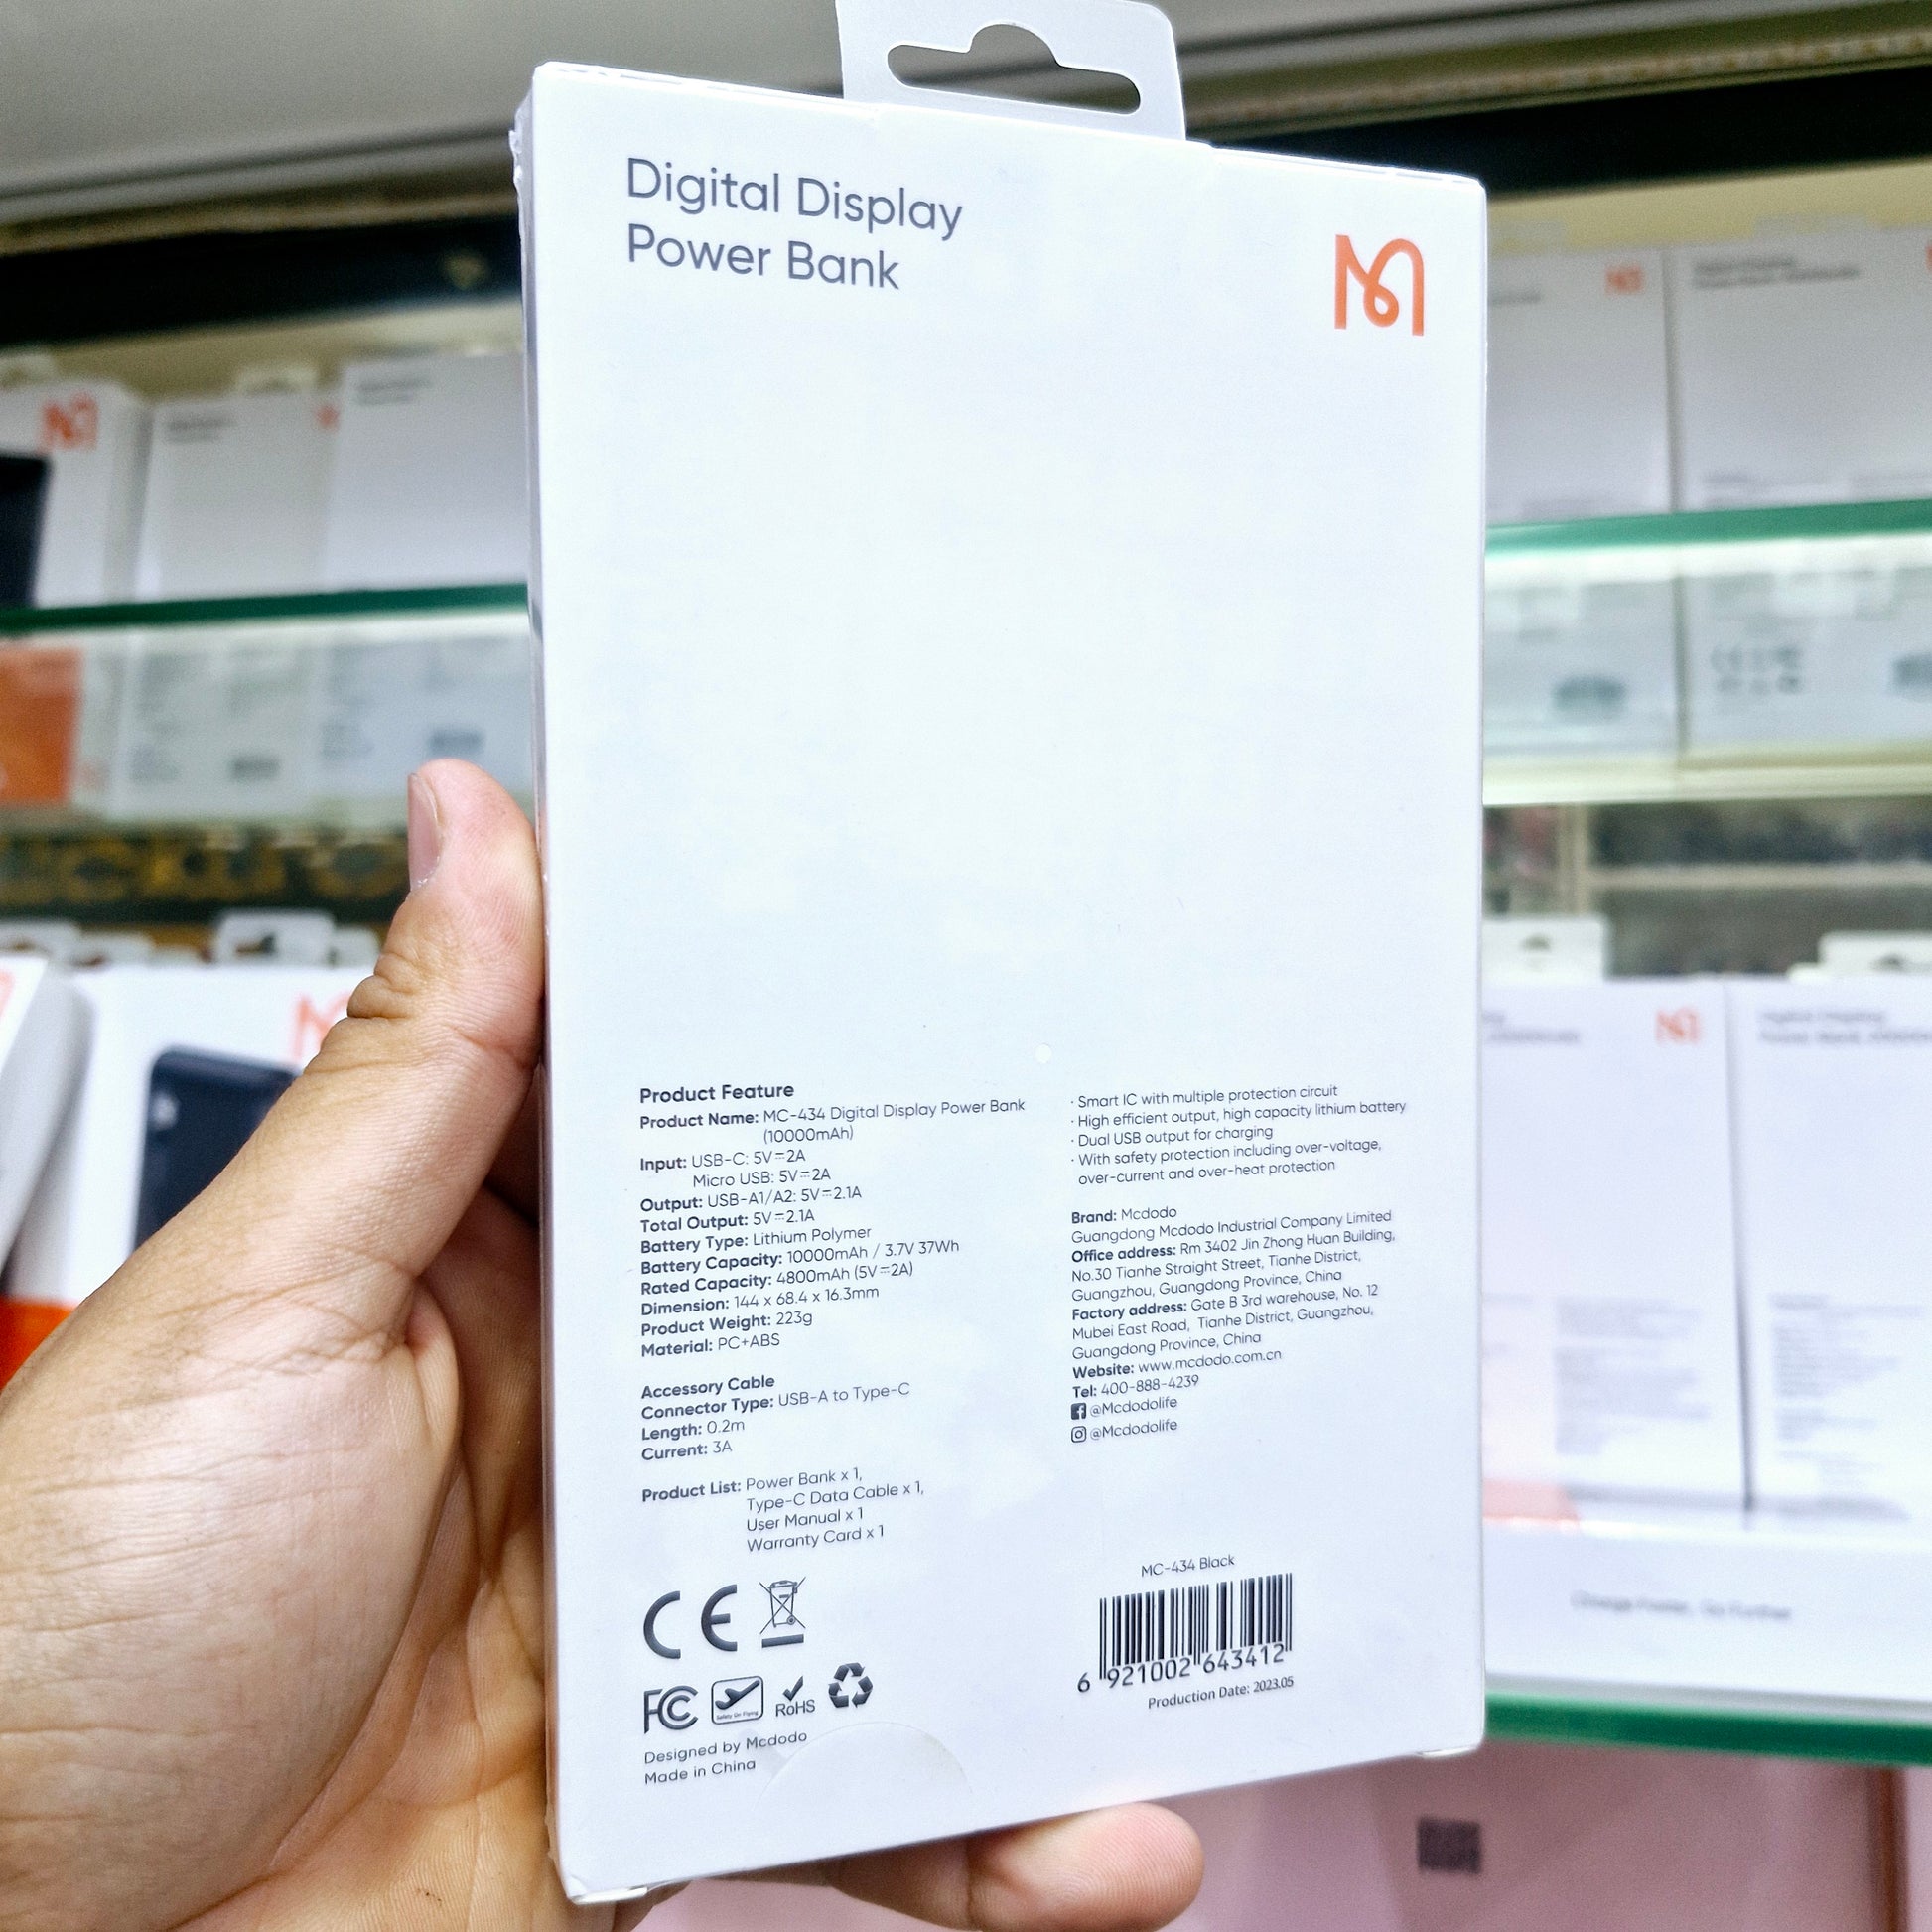 Digital Display
Power Bank
Product Feature
Product Name: MC-434 Digital Display Power Bank
(10000mAh)
Input: USB-C: 5V⎓2A
Micro USB: 5V⎓2A
Output: USB-A1/A2: 5V⎓2.1A
Total Output: 5V⎓2.1A
Battery Type: Lithium Polymer
Battery Capacity: 10000mAh / 3.7V 37Wh
Rated Capacity: 4800mAh (5V⎓2A)
Dimension: 144 x 68.4 x 16.3mm
Product Weight: 223g
Material: PC+ABS
Accessory Cable
Connector Type: USB-A to Type-C
Length: 0.2m
Current: 3A
Product List: Power Bank x 1,
Type-C Data Cable x 1,
User Manual x 1
Warranty Card x 1
CE
FC
Safety On Flying
RoHS
Designed by Mcdodo
Made in China
· Smart IC with multiple protection circuit
· High efficient output, high capacity lithium battery
· Dual USB output for charging
· With safety protection including over-voltage,
over-current and over-heat protection
Brand: Mcdodo
Guangdong Mcdodo Industrial Company Limited
Office address: Rm 3402 Jin Zhong Huan Building,
No.30 Tianhe Straight Street, Tianhe District,
Guangzhou, Guangdong Province, China
Factory address: Gate B 3rd warehouse, No. 12
Mubei East Road, Tianhe District, Guangzhou,
Guangdong Province, China
Website: www.mcdodo.com.cn
Tel: 400-888-4239
@Mcdodolife
@Mcdodolife
MC-434 Black
6 921002 643412
Production Date: 2023.05
Digital Display
Charge Faster, Go Further